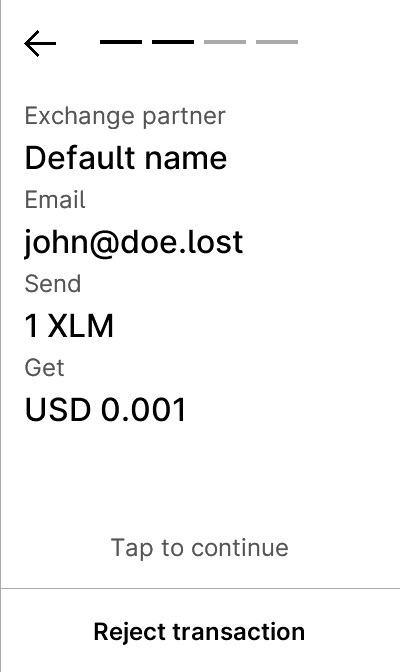 Exchange partner
Default name
Email
john@doe.lost
Send
1 XLM
Get
USD 0.001
Tap to continue
Reject transaction